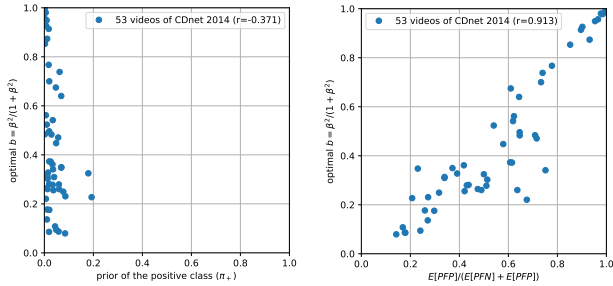 1.0
0.8
0.6
0.4
0.2
0.0
optimal b = β²/(1 + β²)
53 videos of CDnet 2014 (r=-0.371)
0.0 0.2 0.4 0.6 0.8 1.0
prior of the positive class (π₊)
1.0
0.8
0.6
0.4
0.2
0.0
optimal b = β²/(1 + β²)
53 videos of CDnet 2014 (r=0.913)
0.0 0.2 0.4 0.6 0.8 1.0
E[PFP]/(E[PFN] + E[PFP])